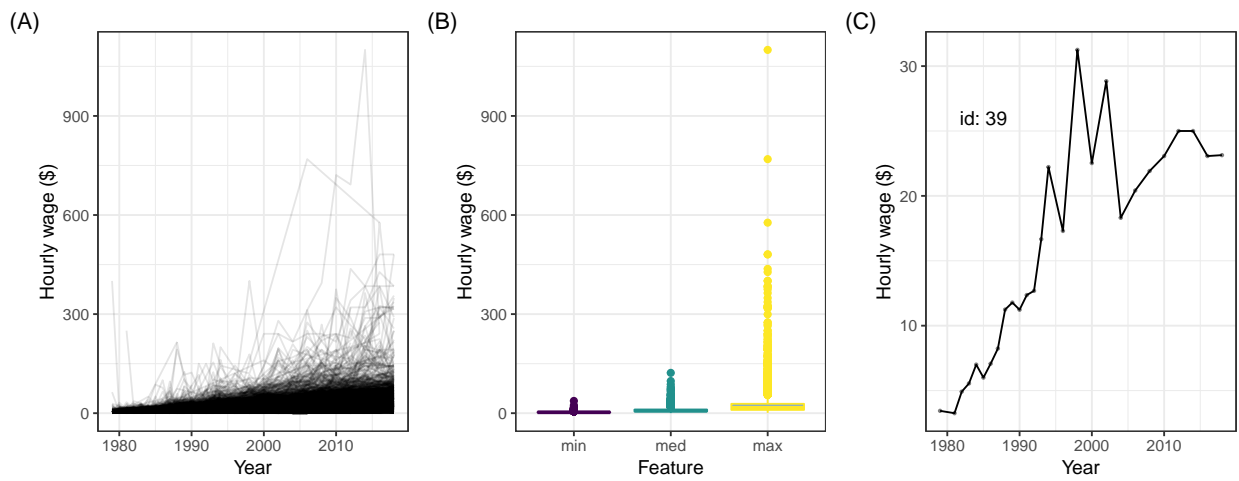 (A)
Hourly wage ($)
900
600
300
0
1980 1990 2000 2010
Year
(B)
Hourly wage ($)
900
600
300
0
min med max
Feature
(C)
Hourly wage ($)
30
20
10
id: 39
1980 1990 2000 2010
Year